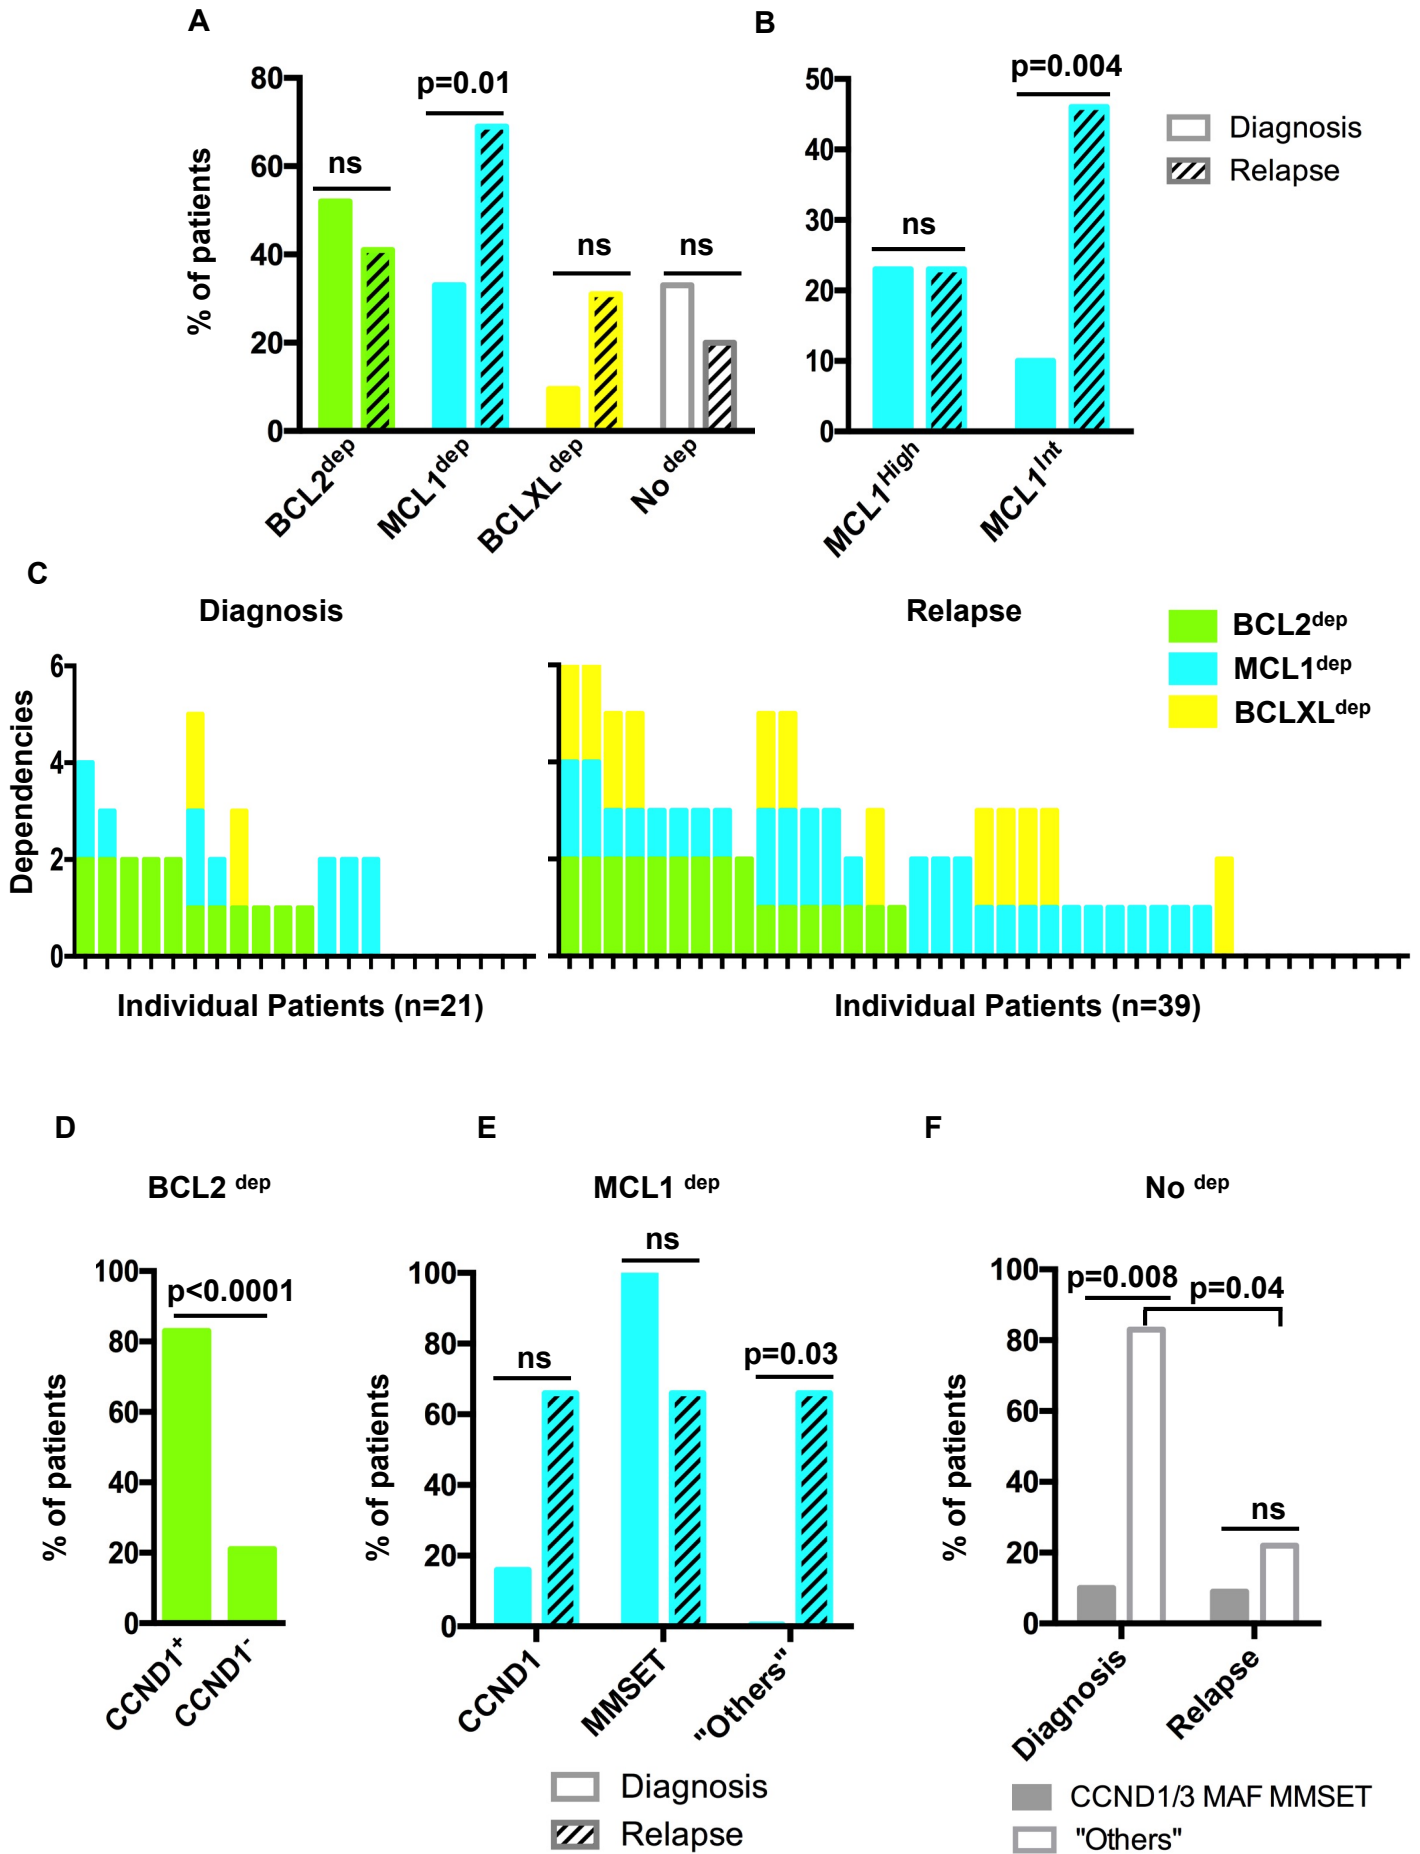 A
B
80
60
40
20
0
% of patients
ns
p=0.01
ns
ns
BCL2dep
MCL1dep
BCLXL dep
No dep
50
40
30
20
10
0
ns
p=0.004
MCL1High
MCL1Int
Diagnosis
Relapse
C
Diagnosis
Relapse
BCL2dep
MCL1dep
BCLXLdep
6
4
2
0
Dependencies
Individual Patients (n=21)
Individual Patients (n=39)
D
E
F
BCL2 dep
100
80
60
40
20
0
% of patients
p<0.0001
CCND1+
CCND1-
MCL1 dep
100
80
60
40
20
0
% of patients
ns
ns
p=0.03
CCND1
MMSET
"Others"
Diagnosis
Relapse
No dep
100
80
60
40
20
0
% of patients
p=0.008
p=0.04
ns
Diagnosis
Relapse
CCND1/3 MAF MMSET
"Others"